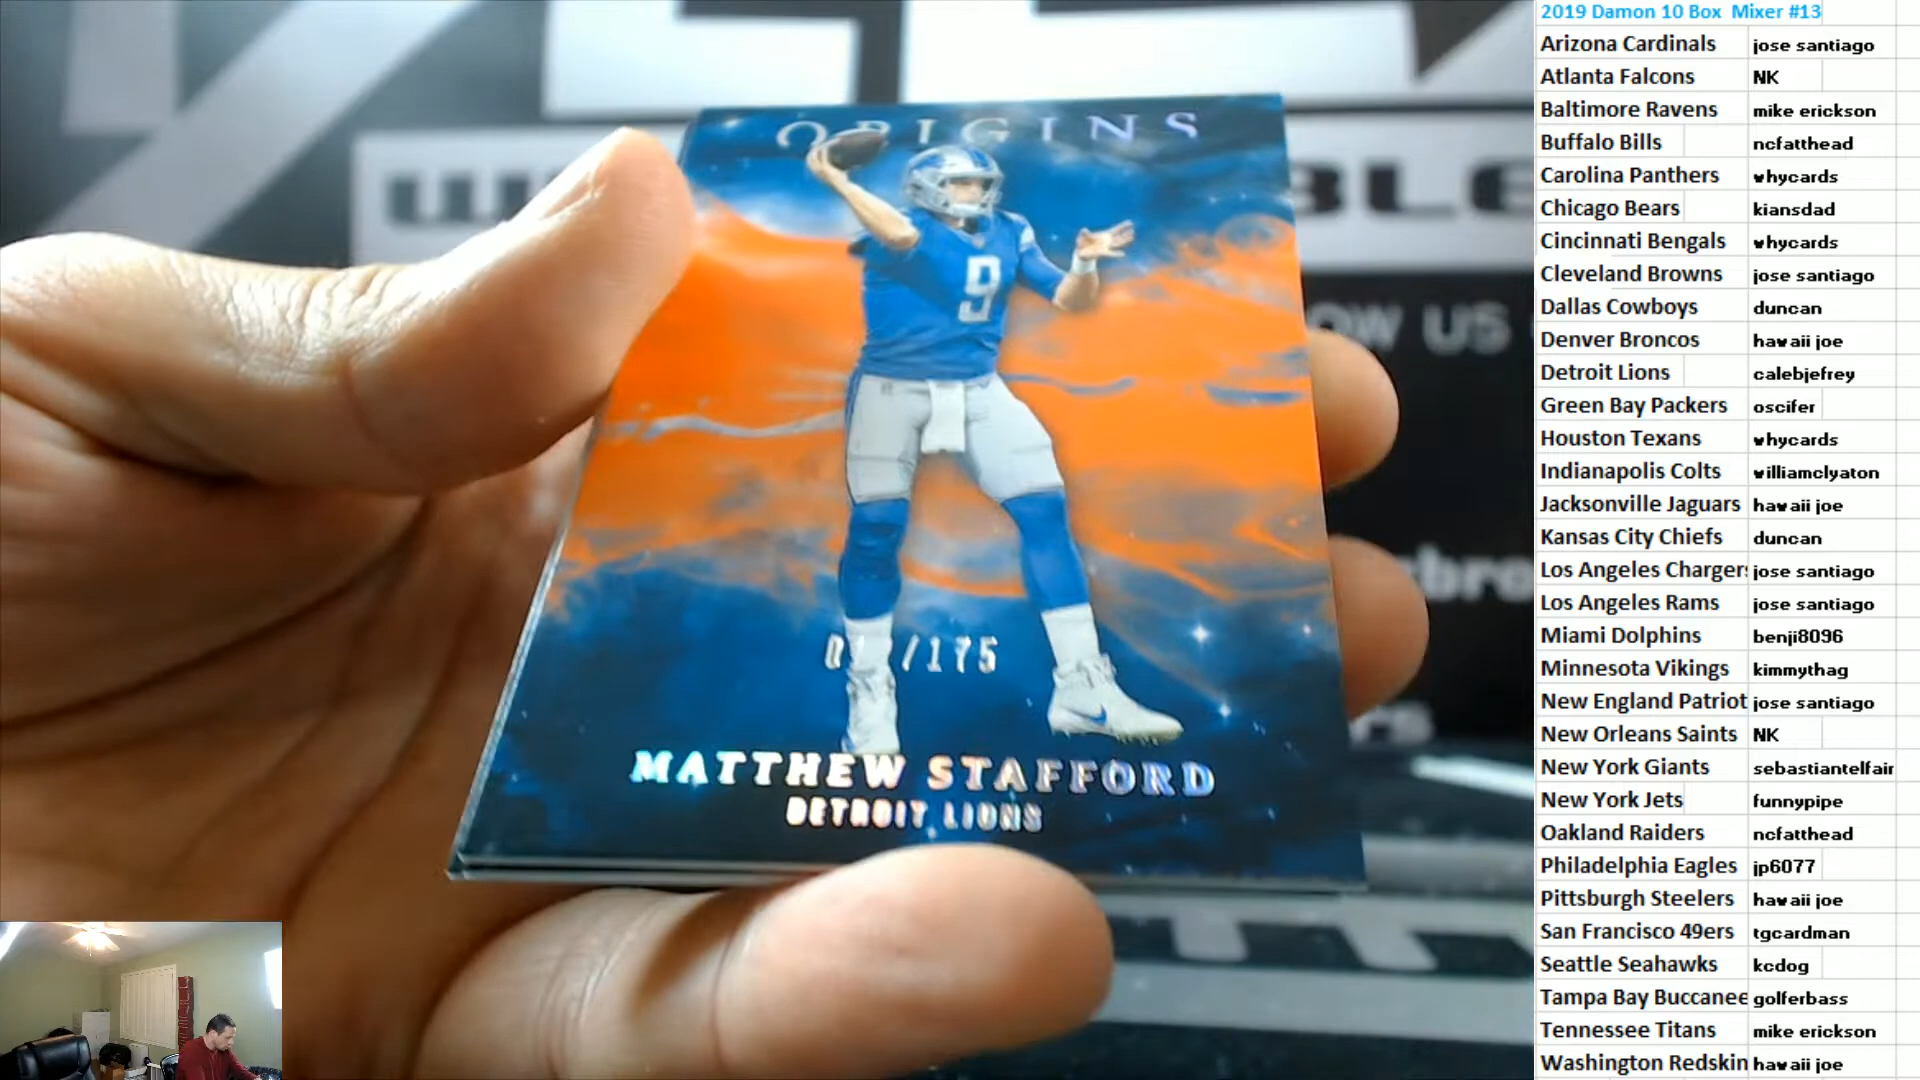 ORIGINS
9
/175
MATTHEW STAFFORD
DETROIT LIONS
OW US
2019 Damon 10 Box Mixer #13
Arizona Cardinals jose santiago
Atlanta Falcons NK
Baltimore Ravens mike erickson
Buffalo Bills ncfatthead
Carolina Panthers whycards
Chicago Bears kiansdad
Cincinnati Bengals whycards
Cleveland Browns jose santiago
Dallas Cowboys duncan
Denver Broncos hawaii joe
Detroit Lions calebjefrey
Green Bay Packers oscifer
Houston Texans whycards
Indianapolis Colts williamclyaton
Jacksonville Jaguars hawaii joe
Kansas City Chiefs duncan
Los Angeles Chargers jose santiago
Los Angeles Rams jose santiago
Miami Dolphins benji8096
Minnesota Vikings kimmythag
New England Patriot jose santiago
New Orleans Saints NK
New York Giants sebastiantelfair
New York Jets funnypipe
Oakland Raiders ncfatthead
Philadelphia Eagles jp6077
Pittsburgh Steelers hawaii joe
San Francisco 49ers tgcardman
Seattle Seahawks kcdog
Tampa Bay Buccanee golferbass
Tennessee Titans mike erickson
Washington Redskin hawaii joe